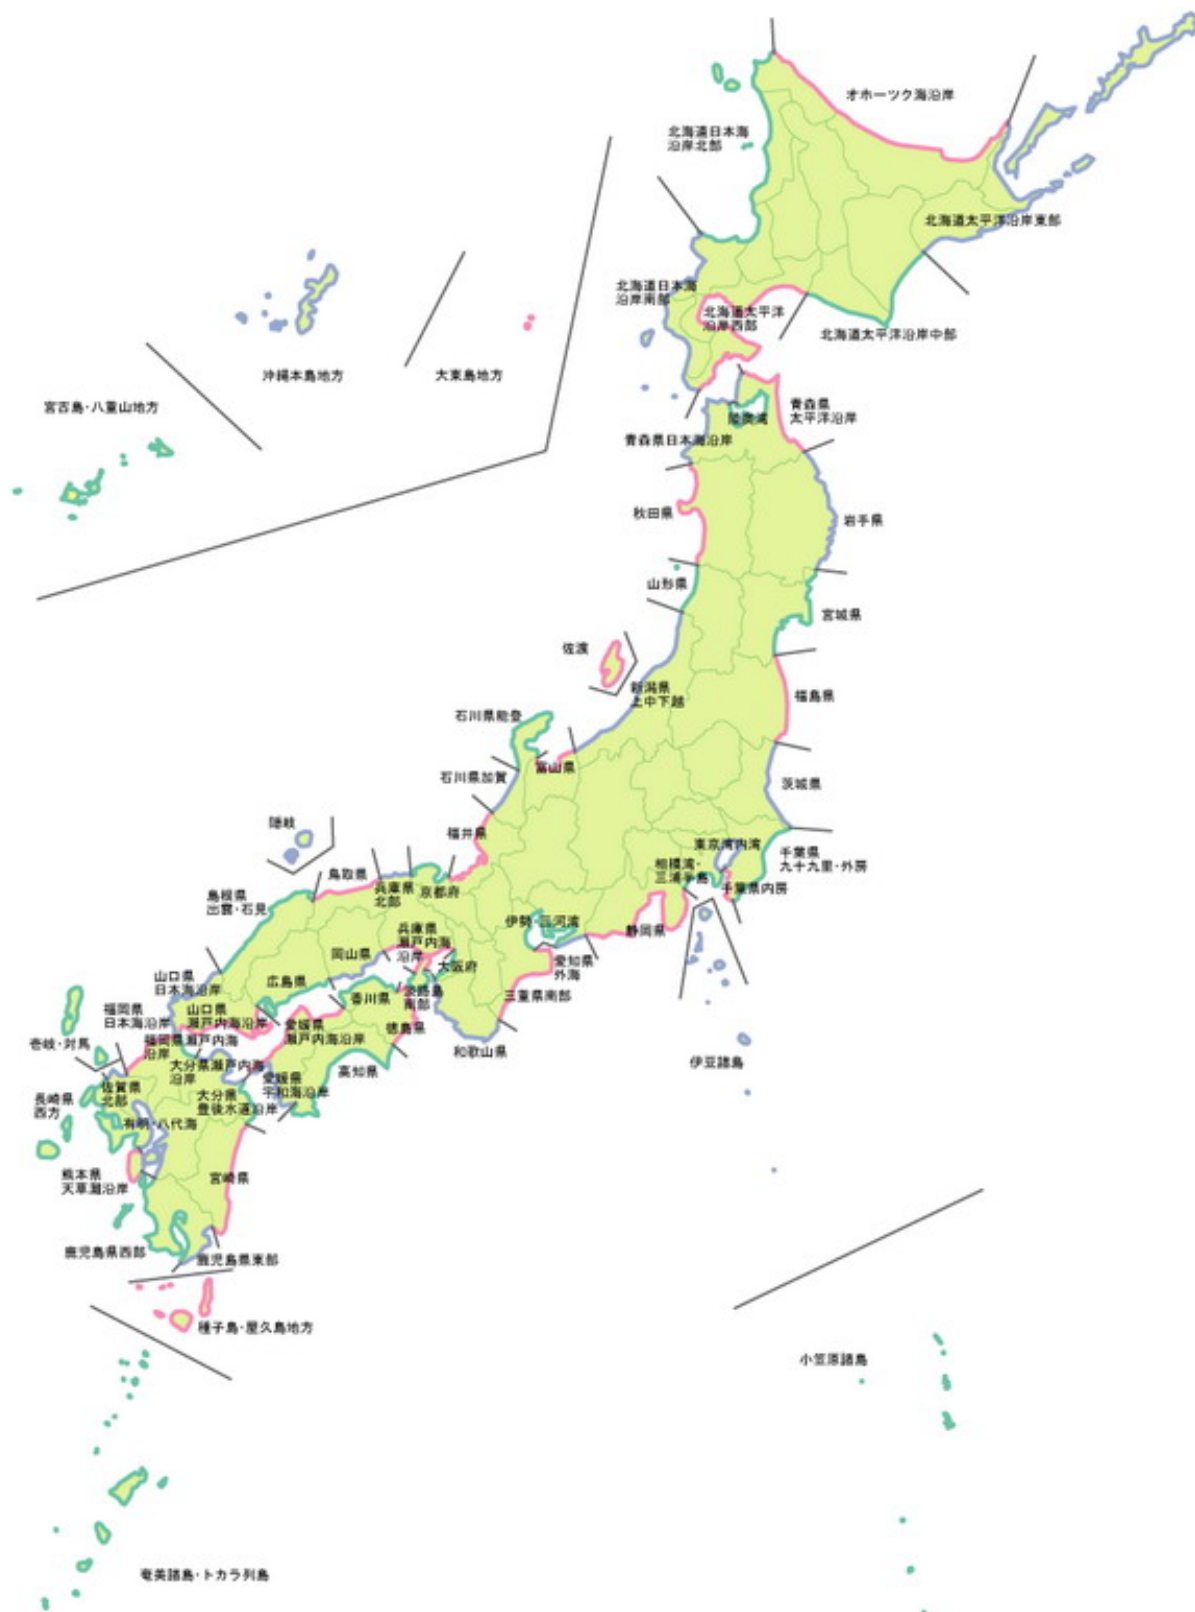 オホーツク海沿岸
北海道日本海
沿岸北部
北海道太平洋沿岸東部
北海道日本海
沿岸南部
北海道太平洋
沿岸西部
北海道太平洋沿岸中部
沖縄本島地方
大東島地方
宮古島・八重山地方
青森県
太平洋沿岸
陸奥湾
青森県日本海沿岸
秋田県
岩手県
山形県
宮城県
佐渡
新潟県
上中下越
福島県
石川県能登
富山県
石川県加賀
茨城県
隠岐
福井県
東京湾内湾
千葉県
九十九里・外房
相模湾・
三浦半島
千葉県内房
鳥取県
兵庫県
北部
京都府
島根県
出雲・石見
伊勢・三河湾
静岡県
兵庫県
瀬戸内海
沿岸
岡山県
大阪府
愛知県
外海
山口県
日本海沿岸
広島県
香川県
淡路島
南部
三重県南部
福岡県
日本海沿岸
山口県
瀬戸内海沿岸
愛媛県
瀬戸内海沿岸
徳島県
和歌山県
壱岐・対馬
福岡県瀬戸内海
沿岸
大分県瀬戸内海
沿岸
高知県
伊豆諸島
佐賀県
北部
愛媛県
宇和海沿岸
長崎県
西方
大分県
豊後水道沿岸
有明・八代海
熊本県
天草灘沿岸
宮崎県
鹿児島県西部
鹿児島県東部
種子島・屋久島地方
小笠原諸島
奄美諸島・トカラ列島